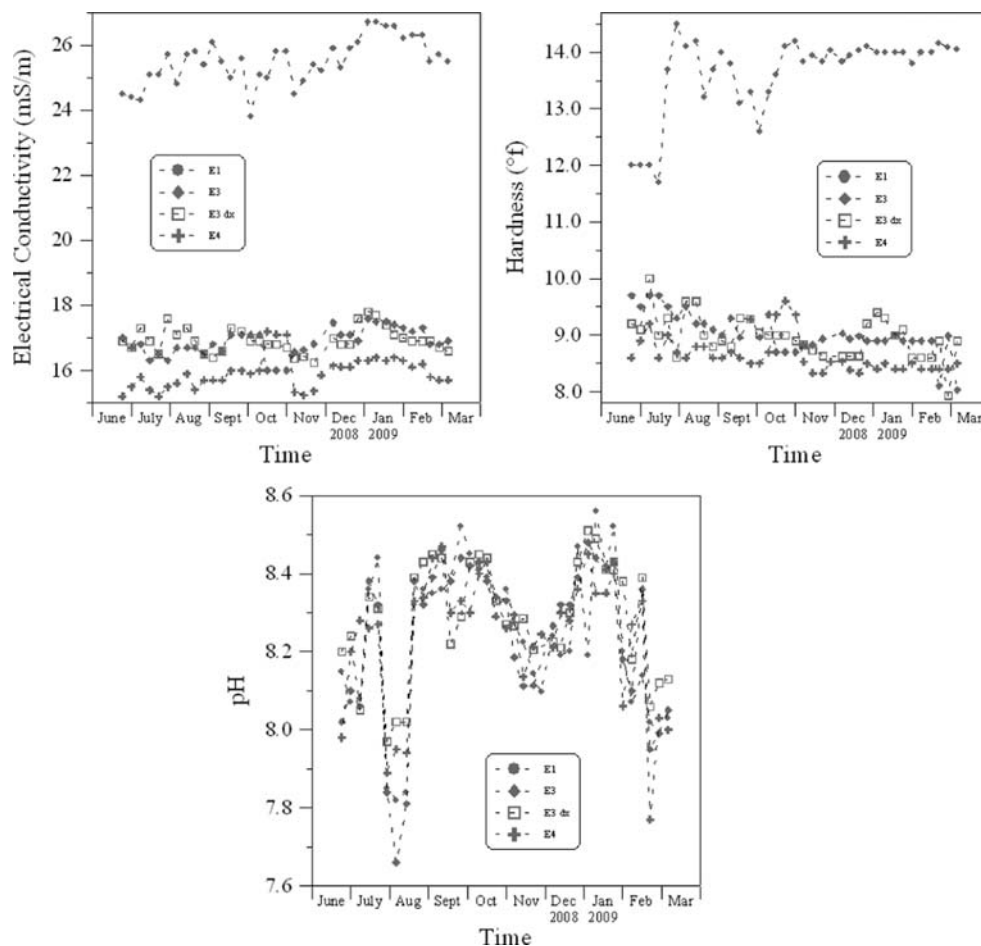 Electrical Conductivity (mS/m)
26
24
22
20
18
16
E1
E3
E3 dx
E4
June July Aug Sept Oct Nov Dec Jan Feb Mar
2008 2009
Time
Hardness (°f)
14.0
13.0
12.0
11.0
10.0
9.0
8.0
E1
E3
E3 dx
E4
June July Aug Sept Oct Nov Dec Jan Feb Mar
2008 2009
Time
pH
8.6
8.4
8.2
8.0
7.8
7.6
E1
E3
E3 dx
E4
June July Aug Sept Oct Nov Dec Jan Feb Mar
2008 2009
Time